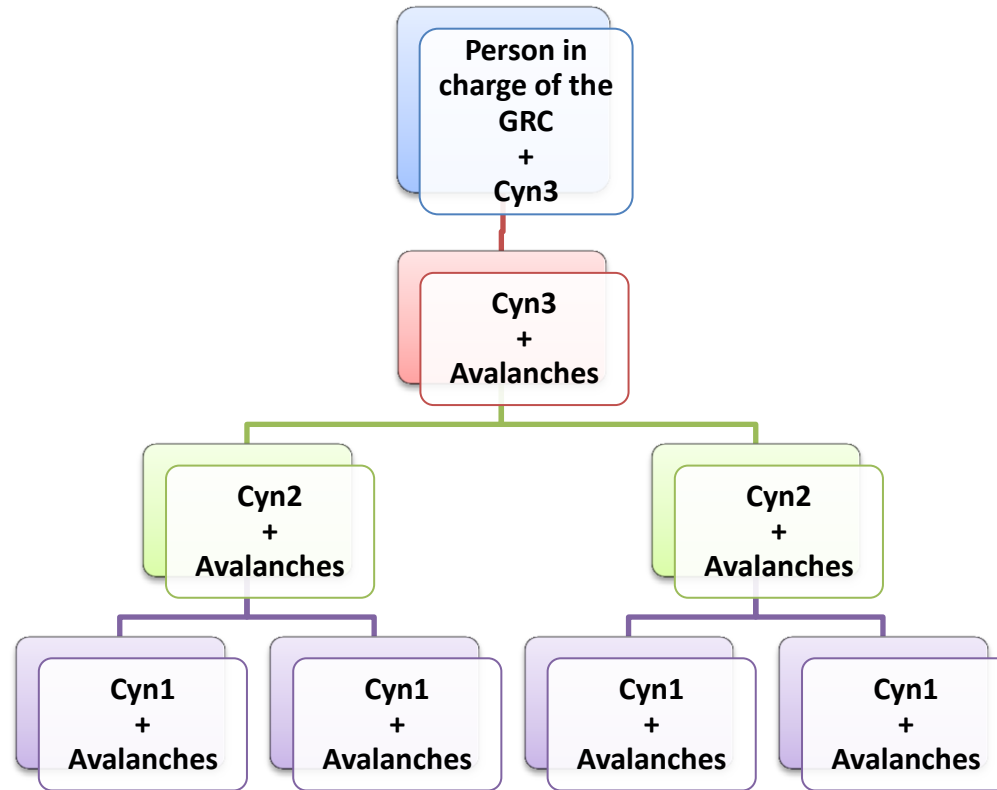 Person in
charge of the
GRC
+
Cyn3
Cyn3
+
Avalanches
Cyn2
+
Avalanches
Cyn2
+
Avalanches
Cyn1
+
Avalanches
Cyn1
+
Avalanches
Cyn1
+
Avalanches
Cyn1
+
Avalanches